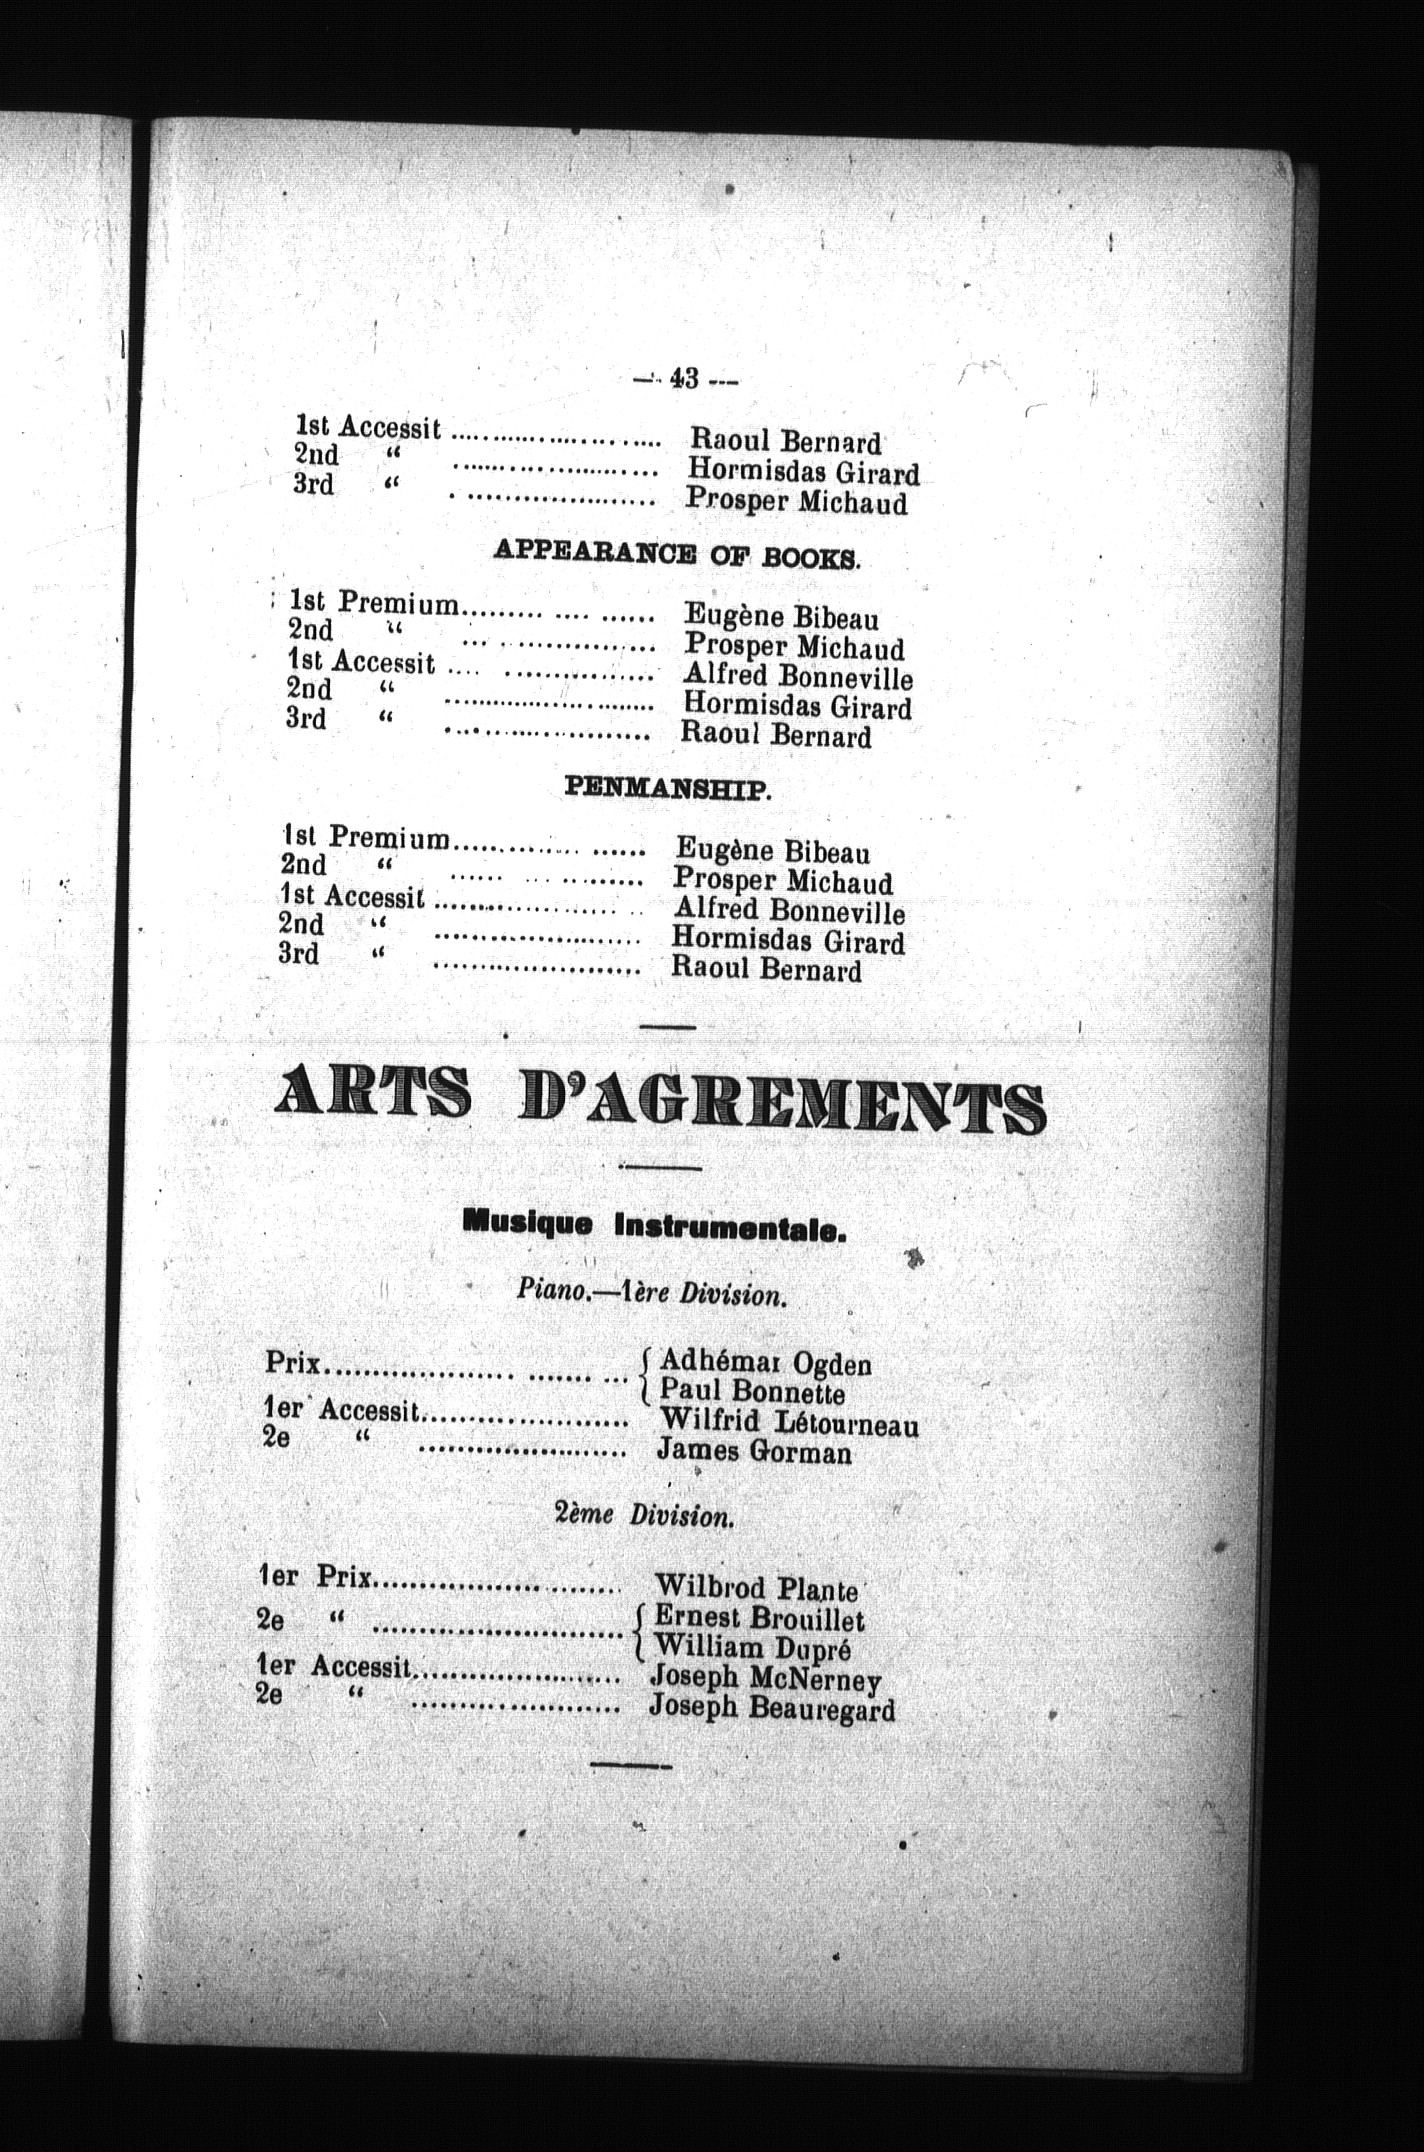 — 43 —
1st Accessit ........................ Raoul Bernard
2nd “ ........................ Hormisdas Girard
3rd “ ........................ Prosper Michaud
APPEARANCE OF BOOKS.
1st Premium........................ Eugène Bibeau
2nd “ ........................ Prosper Michaud
1st Accessit ........................ Alfred Bonneville
2nd “ ........................ Hormisdas Girard
3rd “ ........................ Raoul Bernard
PENMANSHIP.
1st Premium........................ Eugène Bibeau
2nd “ ........................ Prosper Michaud
1st Accessit ........................ Alfred Bonneville
2nd “ ........................ Hormisdas Girard
3rd “ ........................ Raoul Bernard
ARTS D’AGREMENTS
Musique Instrumentale.
Piano.—1ère Division.
Prix................................ { Adhémar Ogden
{ Paul Bonnette
1er Accessit........................ Wilfrid Létourneau
2e “ ........................ James Gorman
2ème Division.
1er Prix............................ Wilbrod Plante
2e “ ............................ { Ernest Brouillet
{ William Dupré
1er Accessit........................ Joseph McNerney
2e “ ........................ Joseph Beauregard